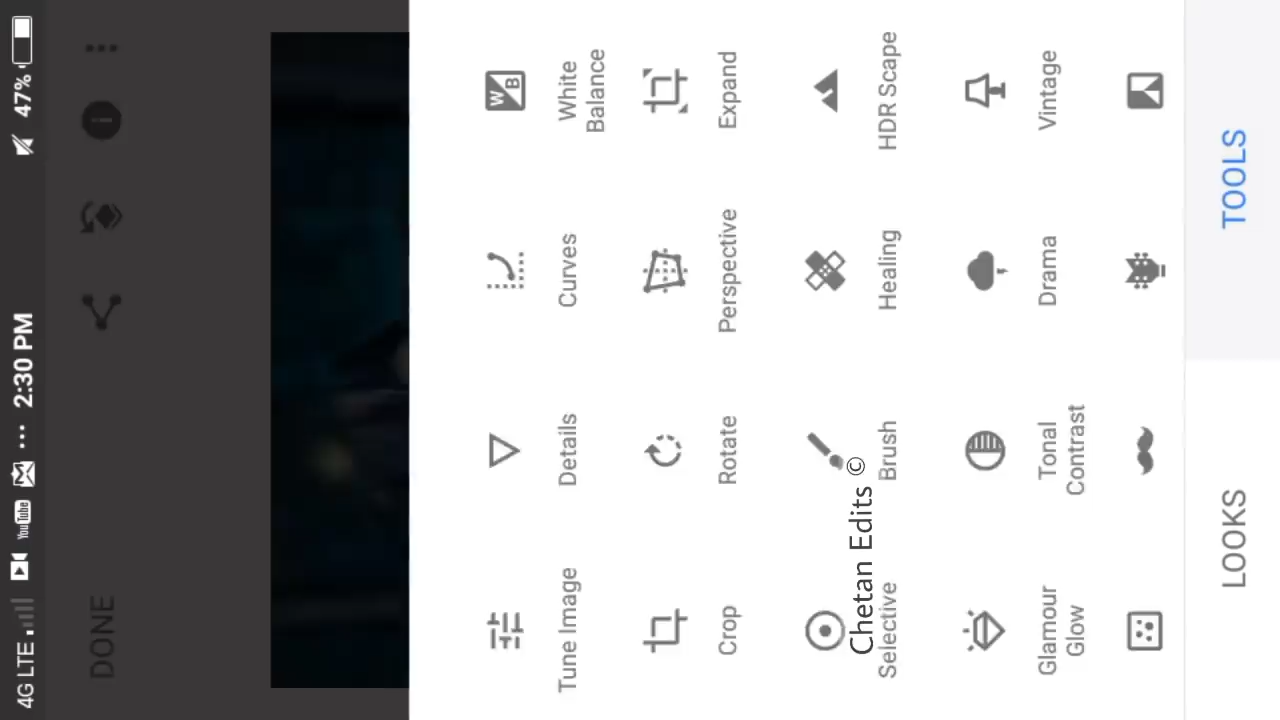 4G LTE YouTube ... 2:30 PM 47%
DONE
Tune Image
Details
Curves
White
Balance
Crop
Rotate
Perspective
Expand
Selective
Brush
Healing
HDR Scape
Chetan Edits ©
Glamour
Glow
Tonal
Contrast
Drama
Vintage
LOOKS
TOOLS